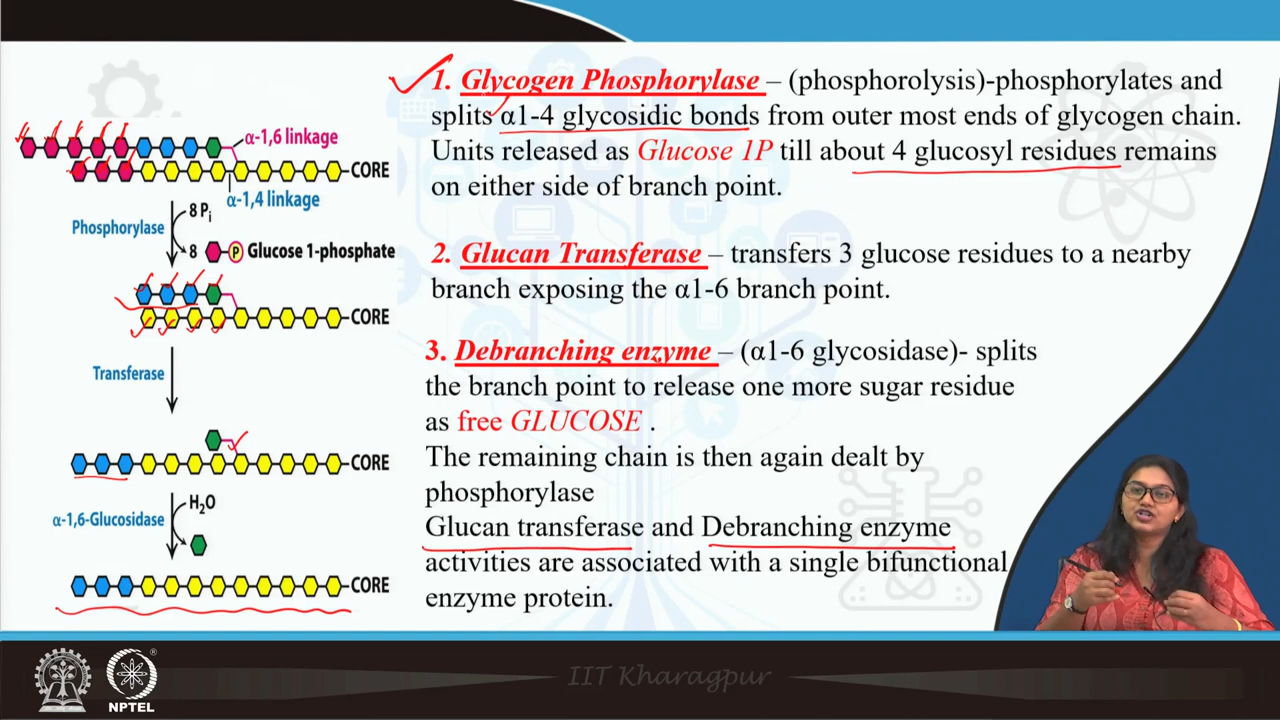 1. Glycogen Phosphorylase – (phosphorolysis)-phosphorylates and
splits α1-4 glycosidic bonds from outer most ends of glycogen chain.
Units released as Glucose 1P till about 4 glucosyl residues remains
on either side of branch point.
2. Glucan Transferase – transfers 3 glucose residues to a nearby
branch exposing the α1-6 branch point.
3. Debranching enzyme – (α1-6 glycosidase)- splits
the branch point to release one more sugar residue
as free GLUCOSE .
The remaining chain is then again dealt by
phosphorylase
Glucan transferase and Debranching enzyme
activities are associated with a single bifunctional
enzyme protein.
α-1,6 linkage
CORE
α-1,4 linkage
Phosphorylase
8 Pi
8 P Glucose 1-phosphate
CORE
Transferase
CORE
α-1,6-Glucosidase
H₂O
CORE
IIT Kharagpur
NPTEL
®